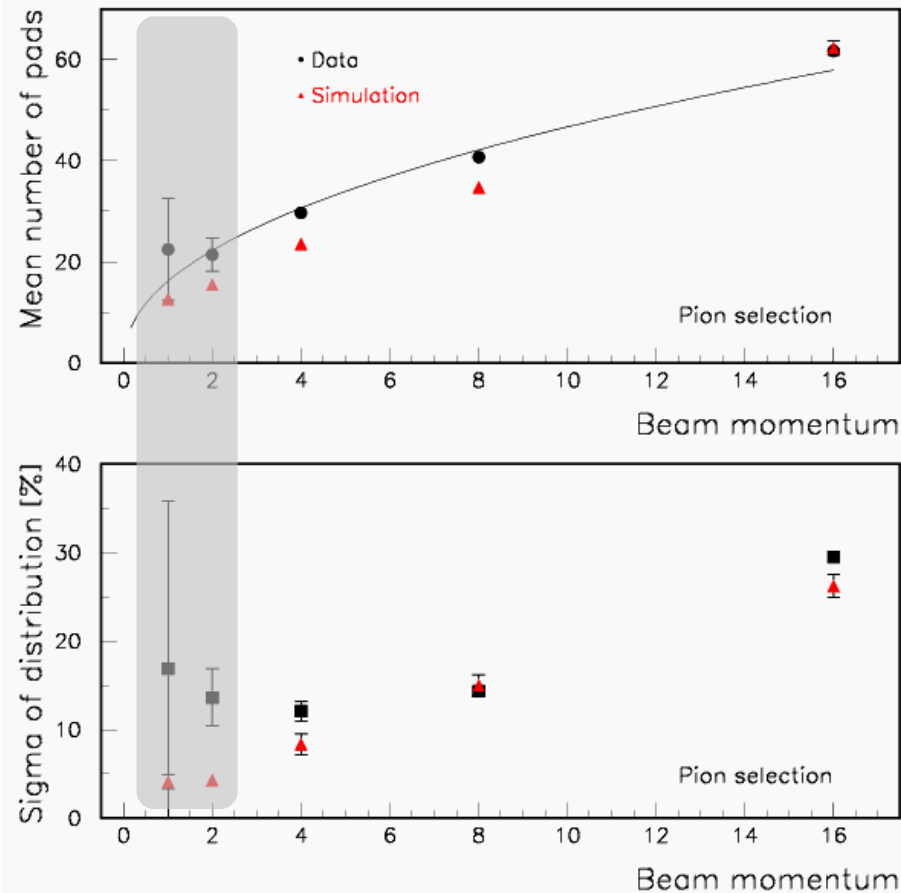 Mean number of pads
60
40
20
0
Data
Simulation
Pion selection
0 2 4 6 8 10 12 14 16
Beam momentum
Sigma of distribution [%]
40
30
20
10
0
Pion selection
0 2 4 6 8 10 12 14 16
Beam momentum